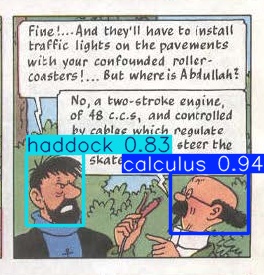 Fine!...And they'll have to install
traffic lights on the pavements
with your confounded roller-
coasters!... But where is Abdullah?
No, a two-stroke engine,
of 48 c.c.s, and controlled
by cables which regulate
steer the
skate
haddock 0.83
calculus 0.94